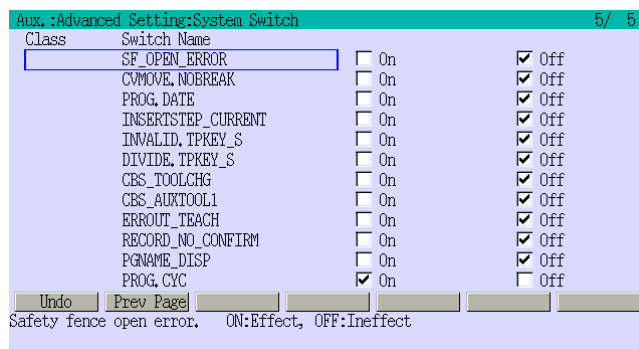 Aux.:Advanced Setting:System Switch 5/ 5
Class Switch Name
SF_OPEN_ERROR On Off
CVMOVE.NOBREAK On Off
PROG.DATE On Off
INSERTSTEP_CURRENT On Off
INVALID.TPKEY_S On Off
DIVIDE.TPKEY_S On Off
CBS_TOOLCHG On Off
CBS_AUXTOOL1 On Off
ERROUT_TEACH On Off
RECORD_NO_CONFIRM On Off
PGNAME_DISP On Off
PROG.CYC On Off
Undo Prev Page
Safety fence open error. ON:Effect, OFF:Ineffect